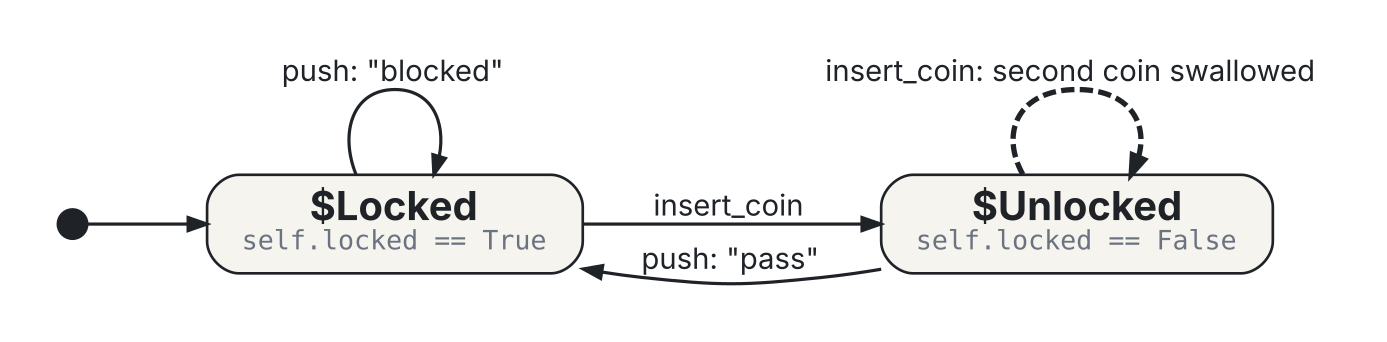 push: "blocked"
insert_coin: second coin swallowed
$Locked
self.locked == True
insert_coin
push: "pass"
$Unlocked
self.locked == False